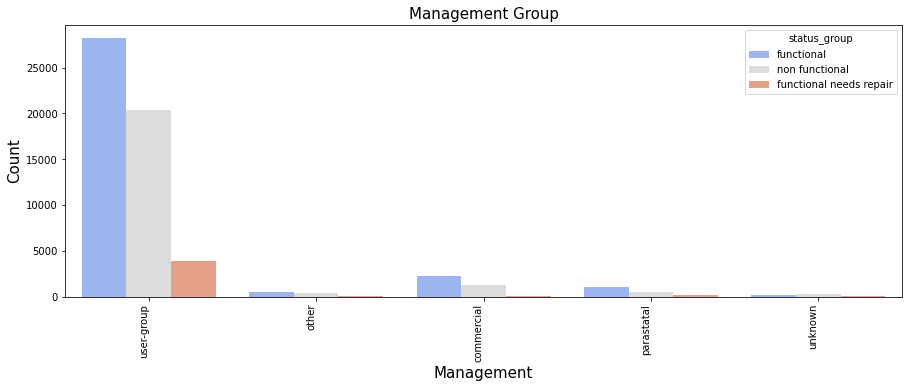 Management Group
status_group
functional
non functional
functional needs repair
Count
25000
20000
15000
10000
5000
0
user-group
other
commercial
parastatal
unknown
Management